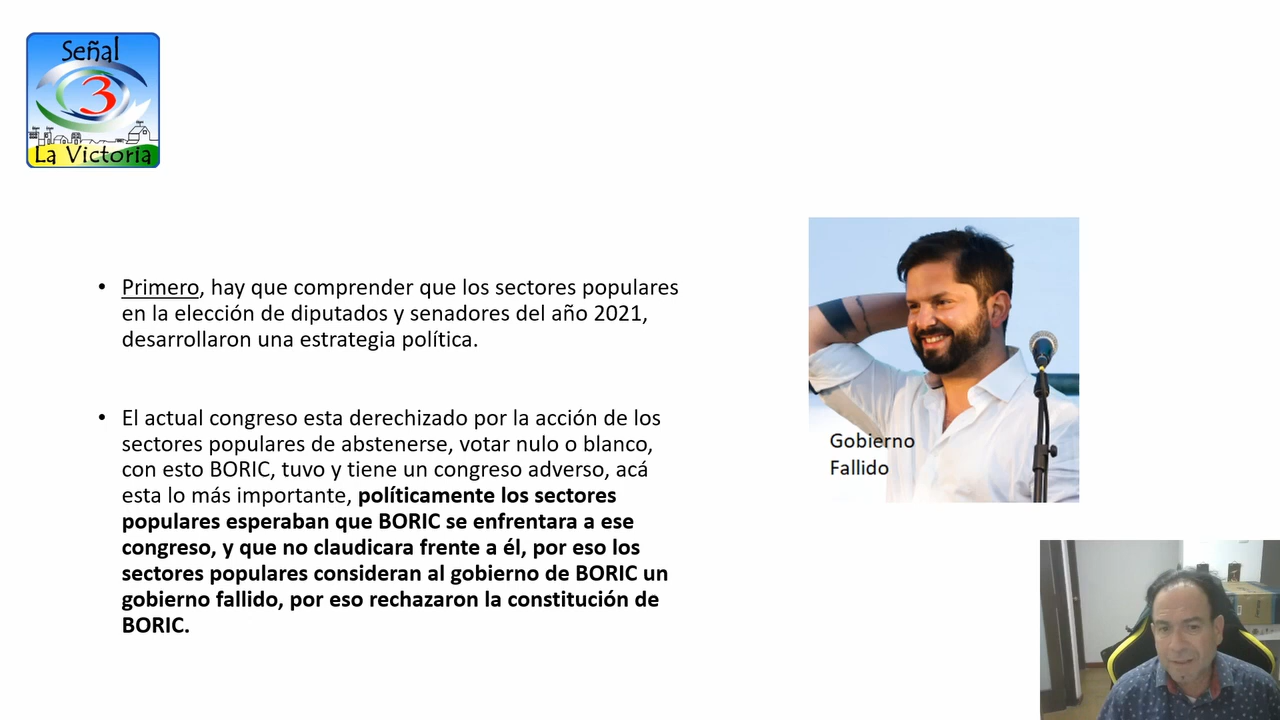 Señal
3
La Victoria
• Primero, hay que comprender que los sectores populares
en la elección de diputados y senadores del año 2021,
desarrollaron una estrategia política.
• El actual congreso esta derechizado por la acción de los
sectores populares de abstenerse, votar nulo o blanco,
con esto BORIC, tuvo y tiene un congreso adverso, acá
esta lo más importante, políticamente los sectores
populares esperaban que BORIC se enfrentara a ese
congreso, y que no claudicara frente a él, por eso los
sectores populares consideran al gobierno de BORIC un
gobierno fallido, por eso rechazaron la constitución de
BORIC.
Gobierno
Fallido